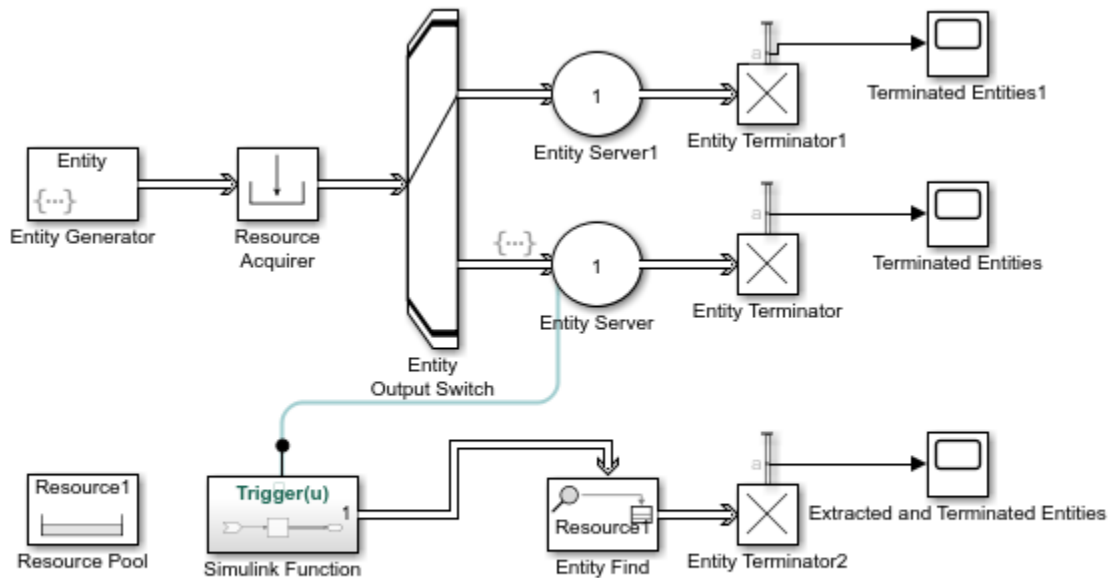 Terminated Entities1
1
a
Entity Server1
Entity Terminator1
Entity
{...}
Entity Generator
Resource
Acquirer
{...}
1
a
Terminated Entities
Entity Server
Entity Terminator
Entity
Output Switch
Resource1
Resource Pool
Trigger(u)
1
Simulink Function
Resource1
Entity Find
a
Entity Terminator2
Extracted and Terminated Entities